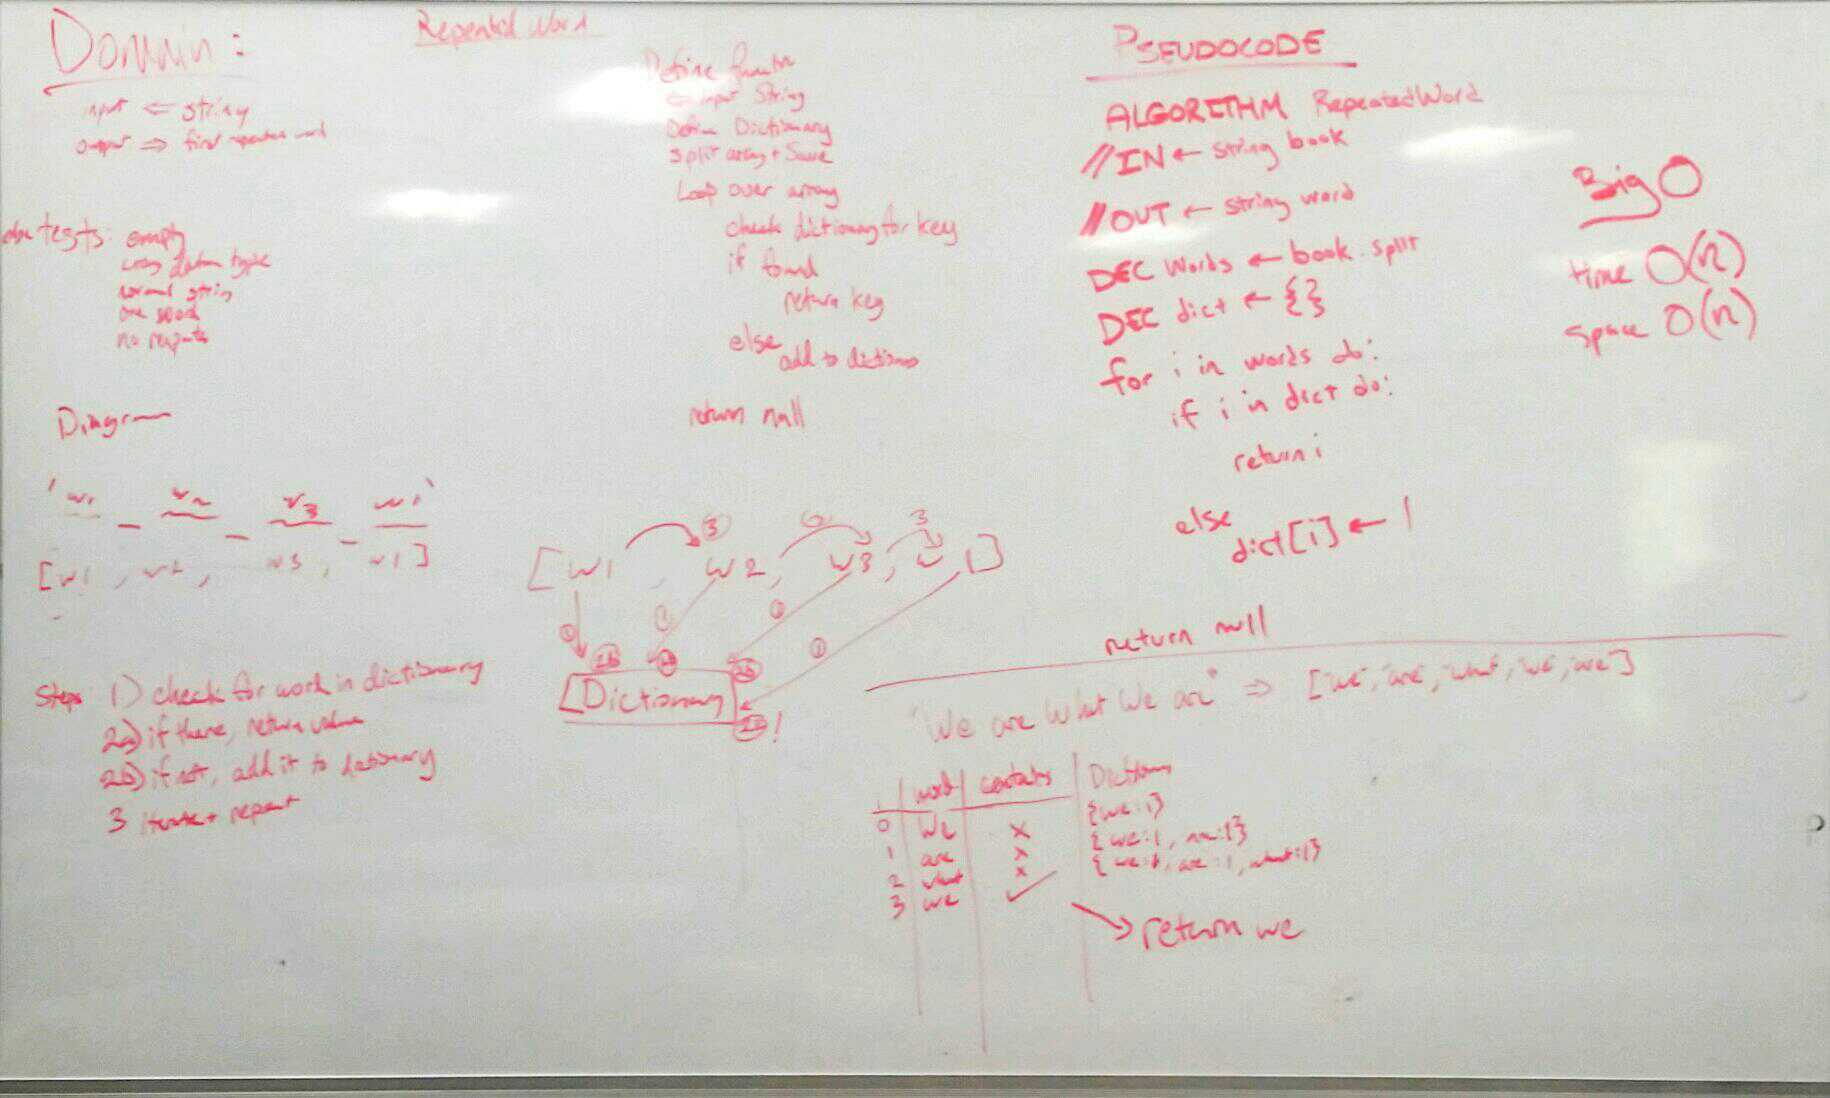 Domain:
input ⇐ string
output ⇒ first repeated word
tests: empty
wrong data type
normal string
one word
no repeats
Diagram
'w1 _ w2 _ w3 _ w1'
[w1, w2, w3, w1]
Steps 1) check for word in dictionary
2a) if there, return value
2b) if not, add it to dictionary
3 iterate + repeat
Repeated Word
Define function
← input String
Define Dictionary
Split array + Save
Loop over array
check dictionary for key
if found
return key
else
add to dictionary
return null
3
[w1, w2, w3, w1]
1
1
1
1
2b
2b
2b
[Dictionary]
2a!
PSEUDOCODE
ALGORITHM RepeatedWord
//IN ← string book
//OUT ← string word
DEC words ← book.split
DEC dict ← {}
for i in words do:
if i in dict do:
return i
else
dict[i] ← 1
return null
Big O
time O(n)
space O(n)
"We are what we are" ⇒ ["we", "are", "what", "we", "are"]
i | word | contains | Dictionary
0 we x {we:1}
1 are x {we:1, are:1}
2 what x {we:1, are:1, what:1}
3 we ✓
return we